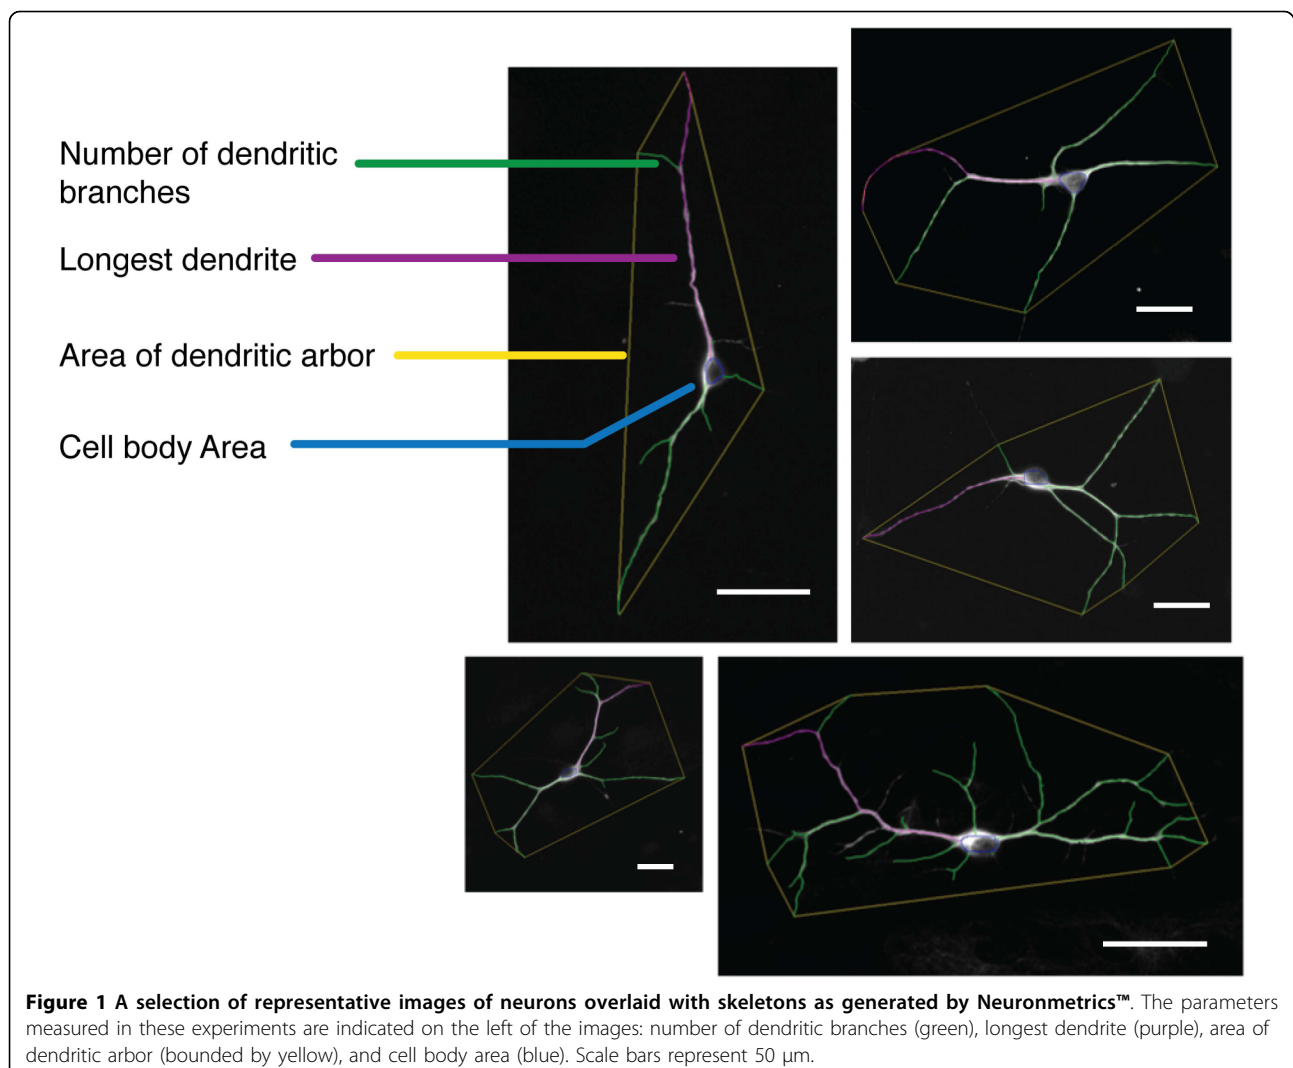 Number of dendritic
branches
Longest dendrite
Area of dendritic arbor
Cell body Area
Figure 1 A selection of representative images of neurons overlaid with skeletons as generated by Neuronmetrics™. The parameters
measured in these experiments are indicated on the left of the images: number of dendritic branches (green), longest dendrite (purple), area of
dendritic arbor (bounded by yellow), and cell body area (blue). Scale bars represent 50 μm.